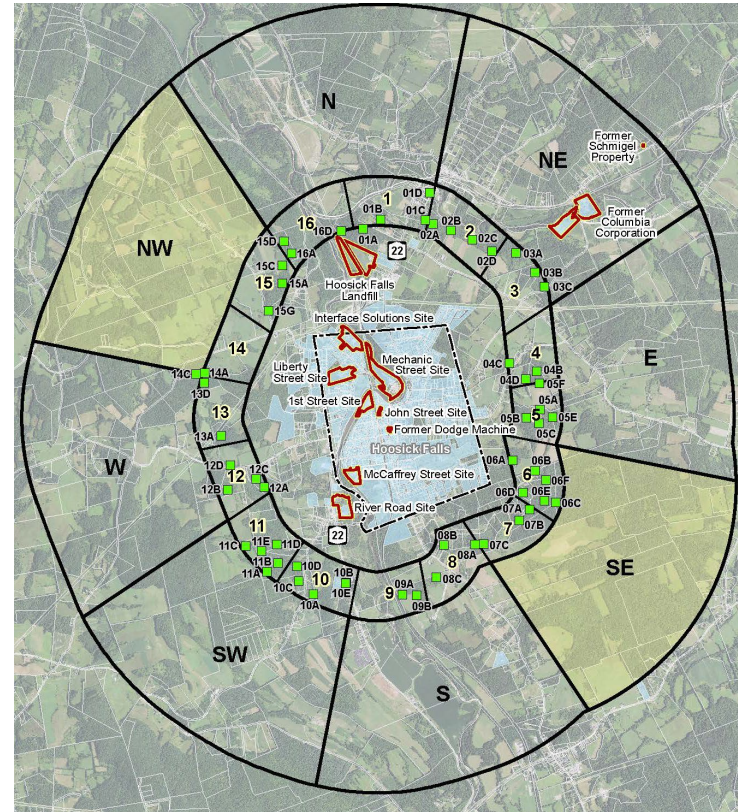 N
Former
Schmigel
Property
NE
Former
Columbia
Corporation
1
01D
01B
01C
01A
02A
02B
2
02C
02D
16
16D
15D
16A
15C
15
15A
15G
22
Hoosick Falls
Landfill
03A
03B
03C
3
NW
Interface Solutions Site
Mechanic
Street Site
Liberty
Street Site
1st Street Site
John Street Site
Former Dodge Machine
Hoosick Falls
McCaffrey Street Site
River Road Site
22
14
14C
14A
13D
13
13A
W
12D
12C
12
12B
12A
11
11C
11E
11D
11B
11A
10D
10C
10
10B
10E
10A
SW
4
04C
04B
04D
05F
E
05A
05B
5
05E
05C
06A
06B
6
06F
06D
06E
06C
07A
7
07B
08B
08A
07C
8
08C
9
09A
09B
SE
S